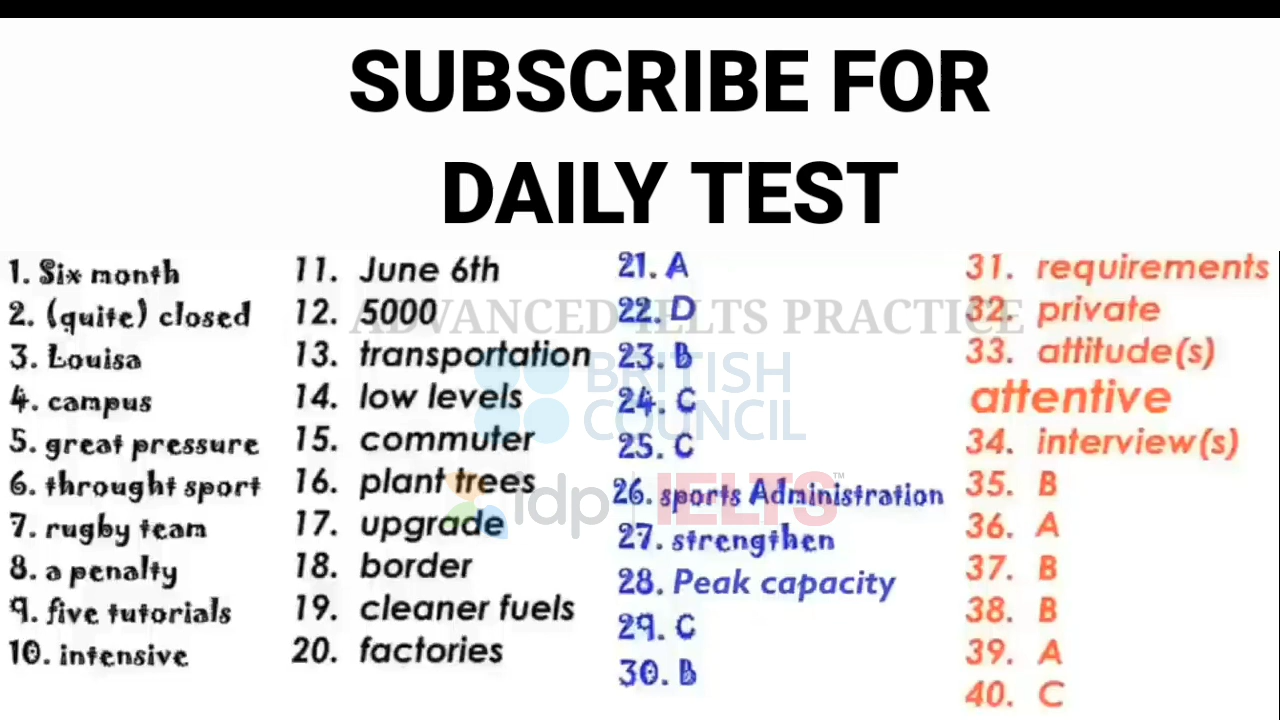 SUBSCRIBE FOR
DAILY TEST
ADVANCED IELTS PRACTICE
BRITISH
COUNCIL
idp IELTS™
1. Six month
2. (quite) closed
3. Louisa
4. campus
5. great pressure
6. throught sport
7. rugby team
8. a penalty
9. five tutorials
10. intensive
11. June 6th
12. 5000
13. transportation
14. low levels
15. commuter
16. plant trees
17. upgrade
18. border
19. cleaner fuels
20. factories
21. A
22. D
23. B
24. C
25. C
26. sports Administration
27. strengthen
28. Peak capacity
29. C
30. B
31. requirements
32. private
33. attitude(s)
attentive
34. interview(s)
35. B
36. A
37. B
38. B
39. A
40. C